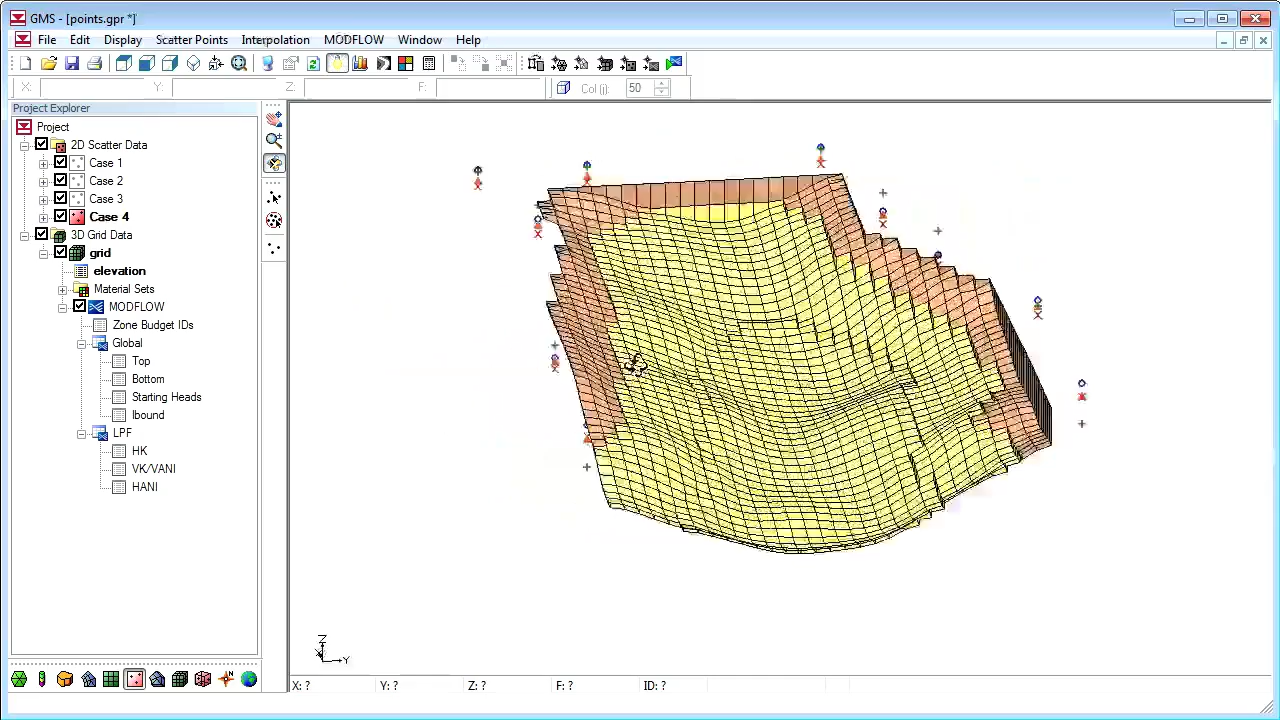 GMS - [points.gpr *]
File Edit Display Scatter Points Interpolation MODFLOW Window Help
X: Y: Z: F: Col (j): 50
Project Explorer
Project
2D Scatter Data
Case 1
Case 2
Case 3
Case 4
3D Grid Data
grid
elevation
Material Sets
MODFLOW
Zone Budget IDs
Global
Top
Bottom
Starting Heads
Ibound
LPF
HK
VK/VANI
HANI
Z
X Y
X: ? Y: ? Z: ? F: ? ID: ?